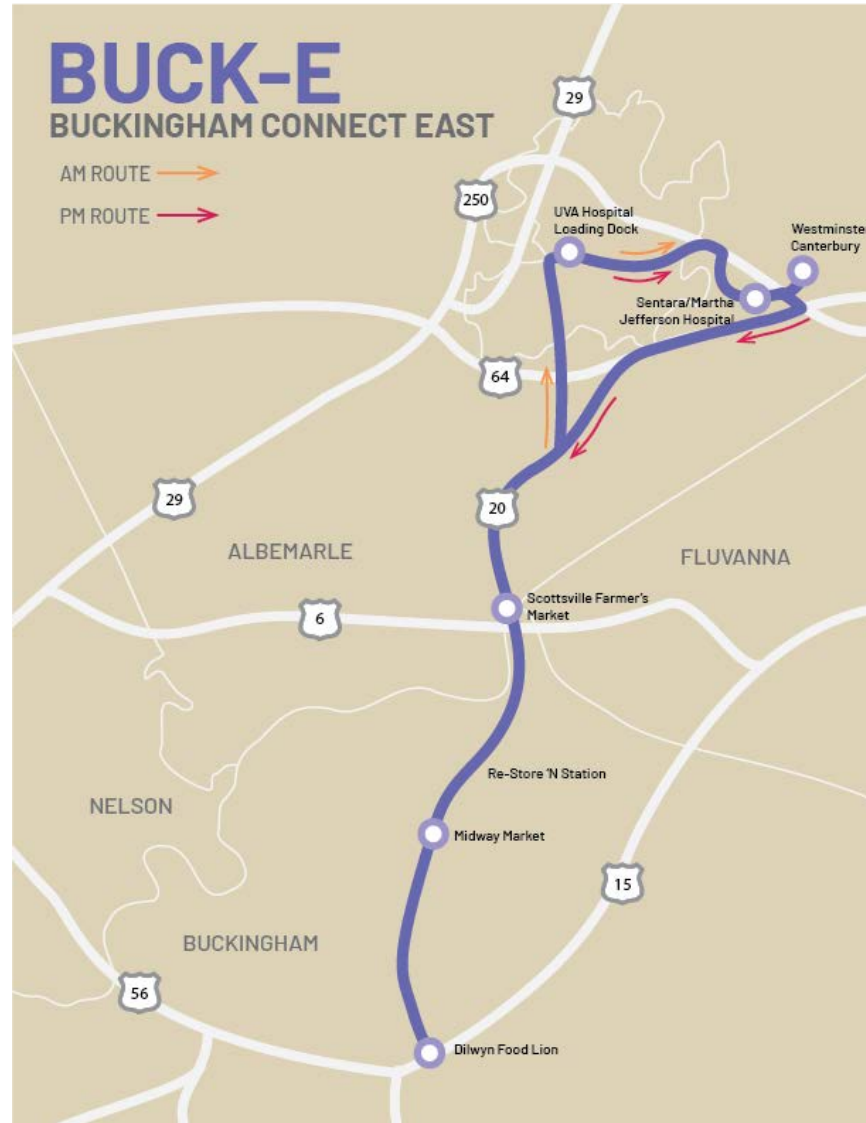 BUCK-E
BUCKINGHAM CONNECT EAST
AM ROUTE
PM ROUTE
29
250
UVA Hospital
Loading Dock
Westminste
Canterbury
Sentara/Martha
Jefferson Hospital
64
29
20
ALBEMARLE
FLUVANNA
Scottsville Farmer's
Market
6
Re-Store 'N Station
NELSON
Midway Market
15
BUCKINGHAM
56
Dilwyn Food Lion